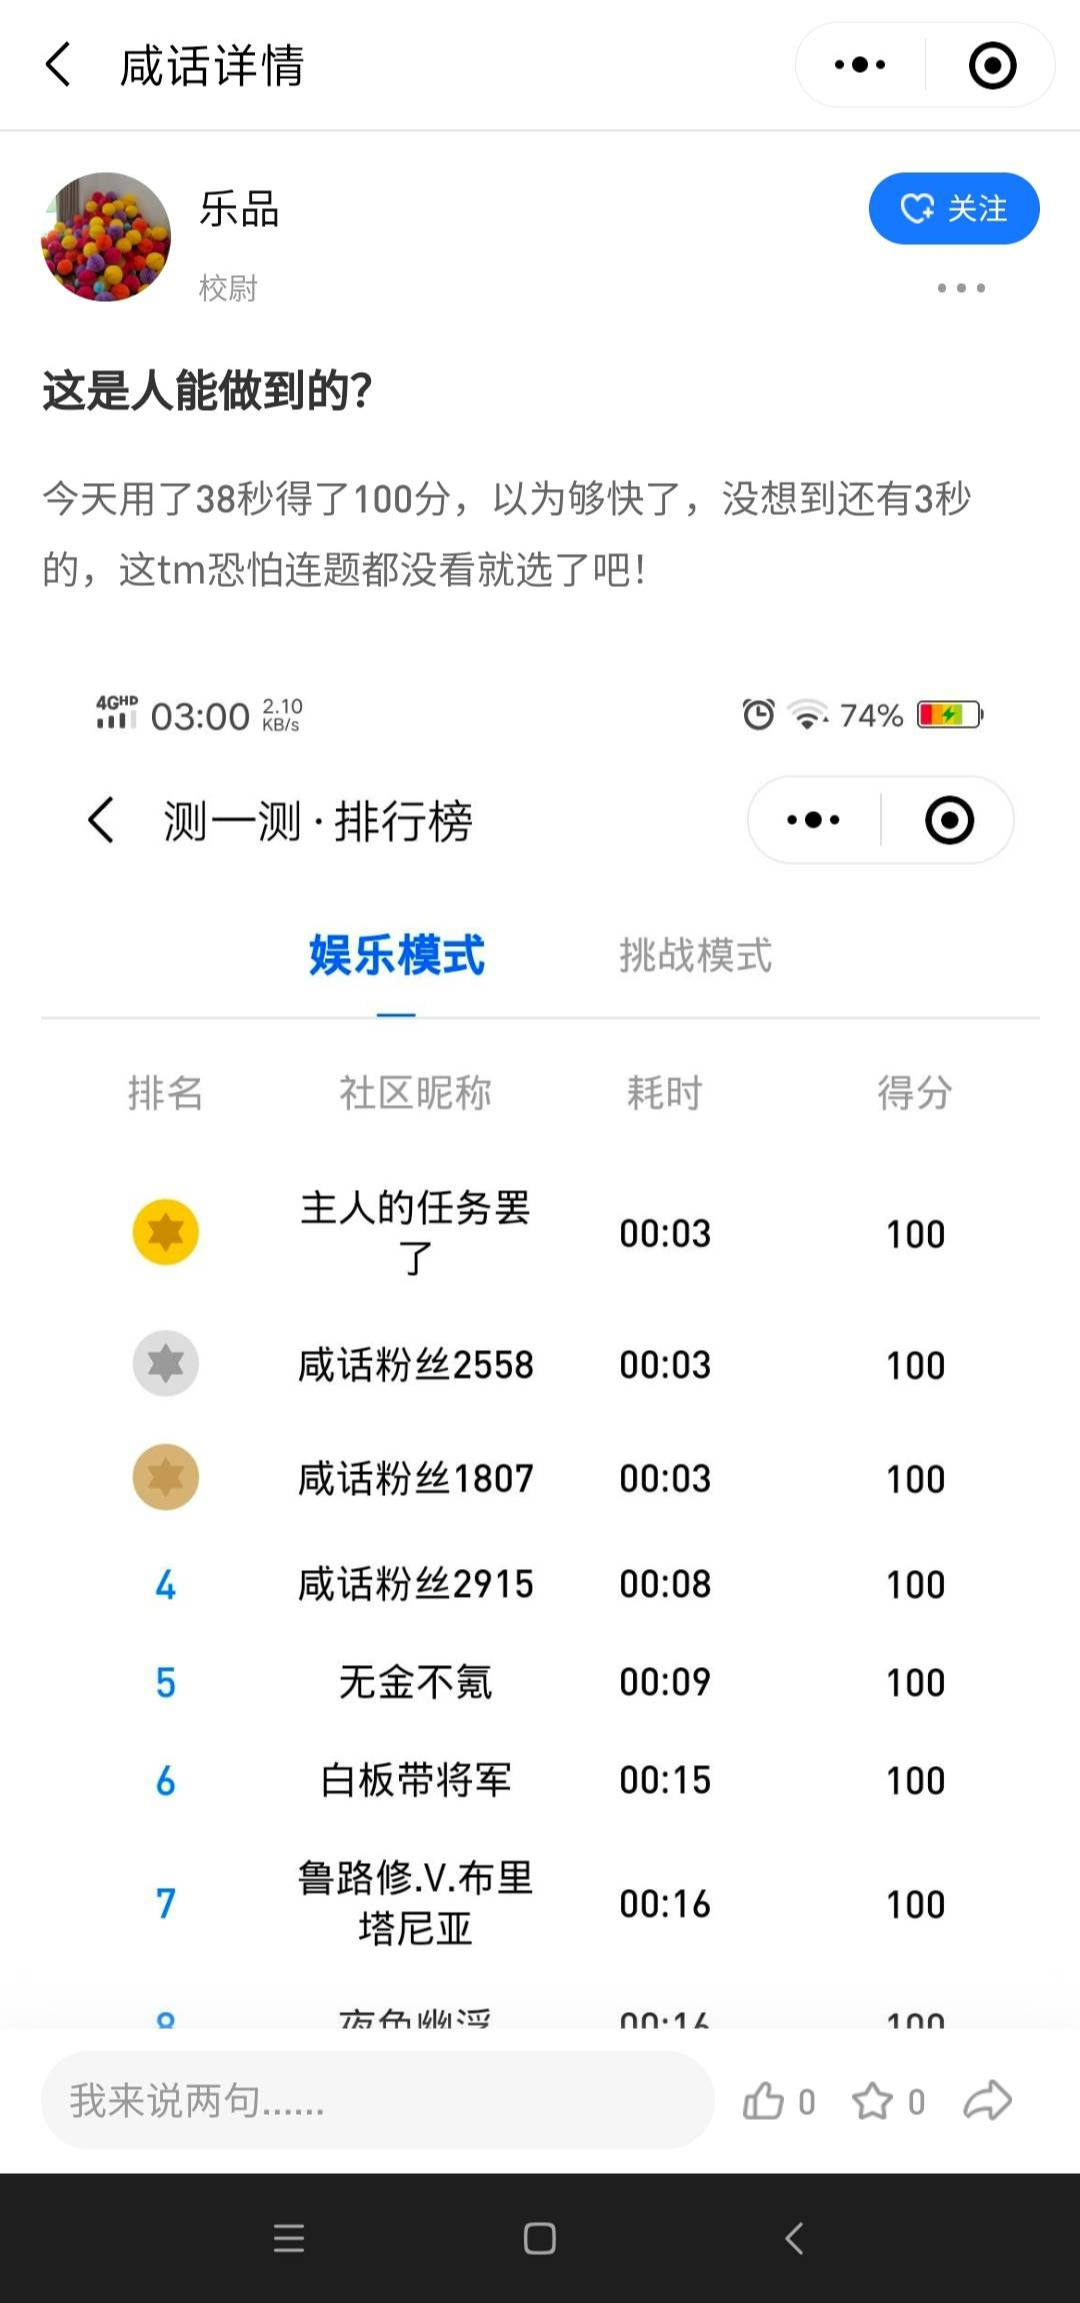 咸话详情
乐品
关注
校尉
这是人能做到的？
今天用了38秒得了100分，以为够快了，没想到还有3秒
的，这tm恐怕连题都没看就选了吧！
4GHD 03:00 2.10 KB/s 74%
测一测·排行榜
娱乐模式 挑战模式
排名 社区昵称 耗时 得分
主人的任务罢
了 00:03 100
咸话粉丝2558 00:03 100
咸话粉丝1807 00:03 100
4 咸话粉丝2915 00:08 100
5 无金不氪 00:09 100
6 白板带将军 00:15 100
7 鲁路修.V.布里
塔尼亚 00:16 100
8 夜色幽浮 00:16 100
我来说两句...... 0 0